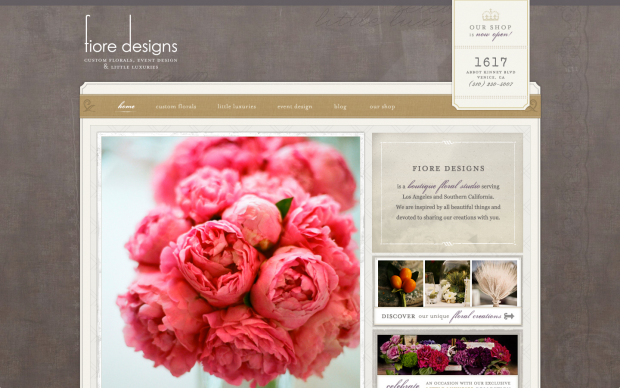 fiore designs
CUSTOM FLORALS, EVENT DESIGN
& LITTLE LUXURIES
OUR SHOP
is now open!
1617
ABBOT KINNEY BLVD
VENICE, CA
home custom florals little luxuries event design blog our shop
FIORE DESIGNS
is a boutique floral studio serving
Los Angeles and Southern California.
We are inspired by all beautiful things and
devoted to sharing our creations with you.
DISCOVER our unique floral creations
celebrate AN OCCASION WITH OUR EXCLUSIVE